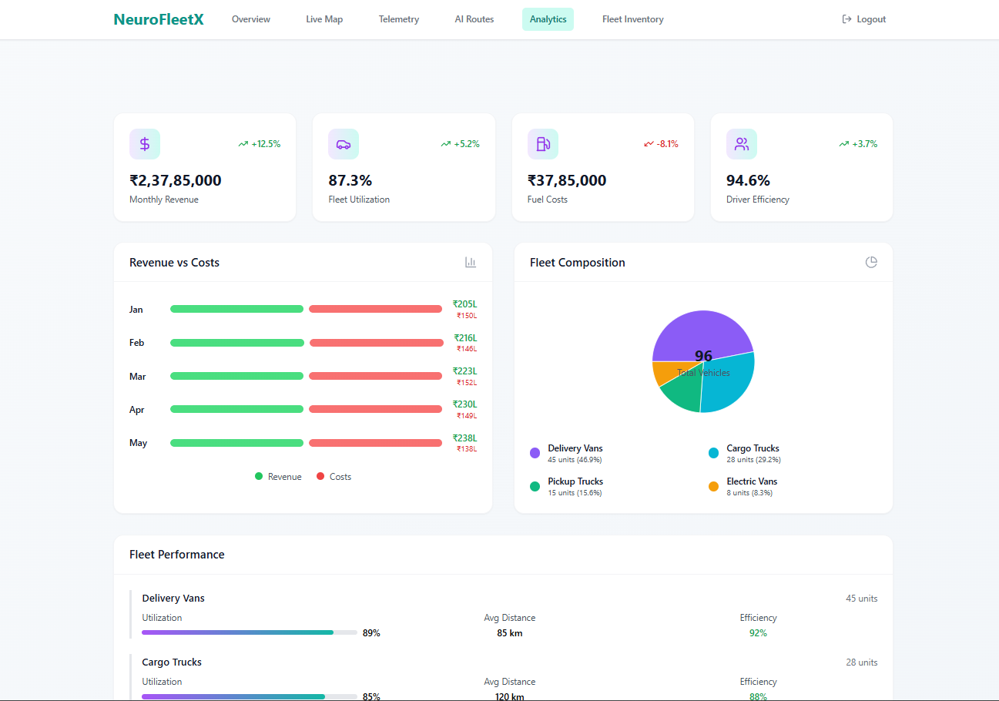 NeuroFleetX
Overview
Live Map
Telemetry
AI Routes
Analytics
Fleet Inventory
Logout
+12.5%
₹2,37,85,000
Monthly Revenue
+5.2%
87.3%
Fleet Utilization
-8.1%
₹37,85,000
Fuel Costs
+3.7%
94.6%
Driver Efficiency
Revenue vs Costs
Jan
₹205L
₹150L
Feb
₹216L
₹146L
Mar
₹223L
₹152L
Apr
₹230L
₹149L
May
₹238L
₹138L
Revenue
Costs
Fleet Composition
96
Total Vehicles
Delivery Vans
45 units (46.9%)
Cargo Trucks
28 units (29.2%)
Pickup Trucks
15 units (15.6%)
Electric Vans
8 units (8.3%)
Fleet Performance
Delivery Vans
45 units
Utilization
Avg Distance
Efficiency
89%
85 km
92%
Cargo Trucks
28 units
Utilization
Avg Distance
Efficiency
85%
120 km
88%